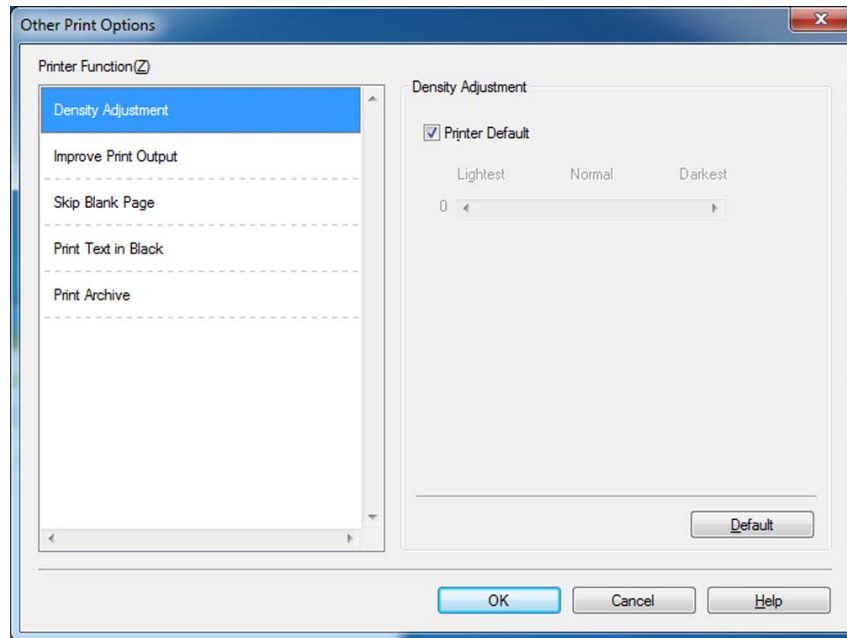 Other Print Options
Printer Function(Z)
Density Adjustment
Improve Print Output
Skip Blank Page
Print Text in Black
Print Archive
Density Adjustment
Printer Default
Lightest Normal Darkest
0
Default
OK Cancel Help